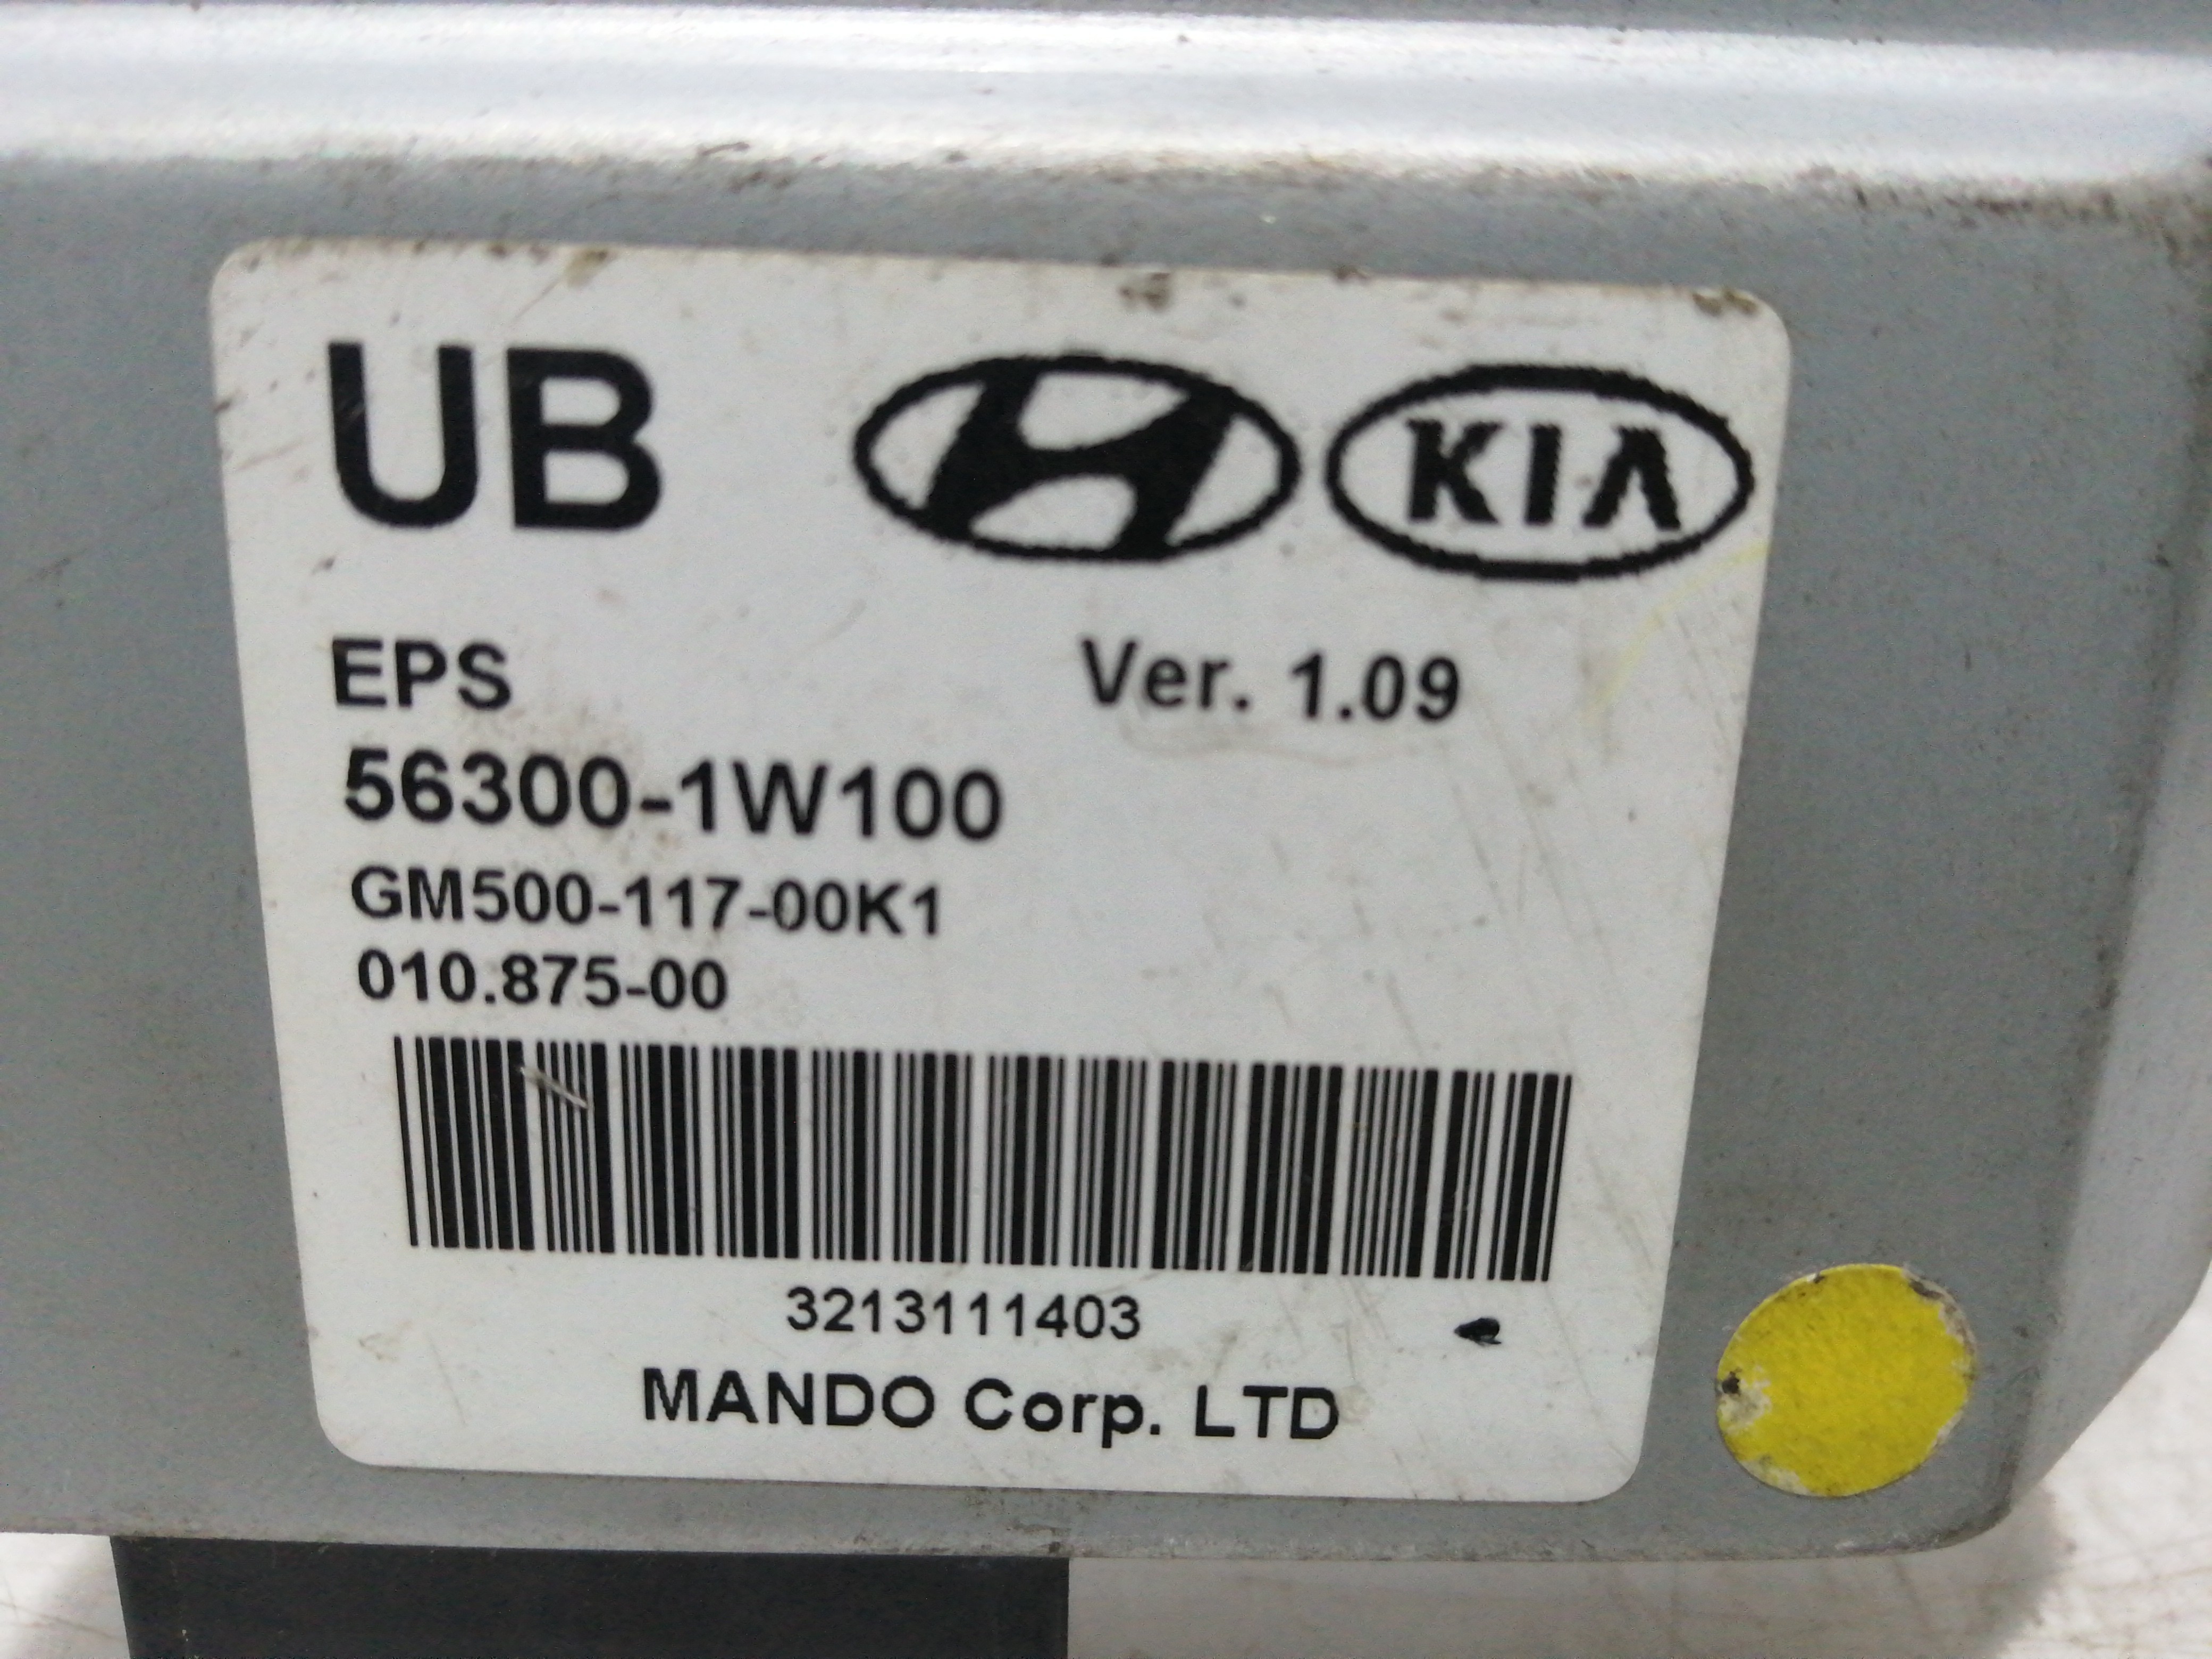 UB KIA
EPS Ver. 1.09
56300-1W100
GM500-117-00K1
010.875-00
3213111403
MANDO Corp. LTD